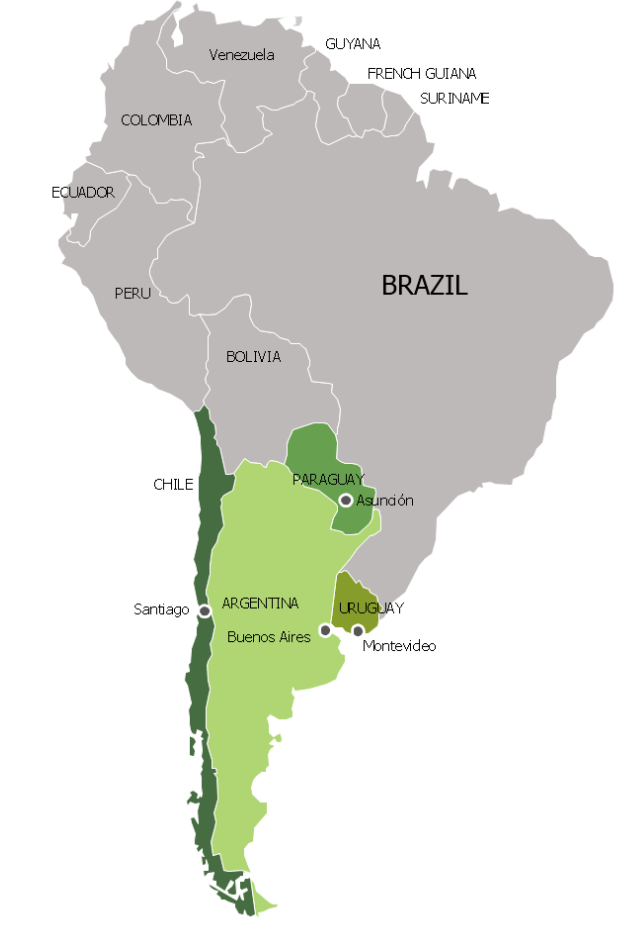 GUYANA
Venezuela
FRENCH GUIANA
SURINAME
COLOMBIA
ECUADOR
BRAZIL
PERU
BOLIVIA
PARAGUAY
CHILE
Asunción
ARGENTINA
URUGUAY
Santiago
Buenos Aires
Montevideo